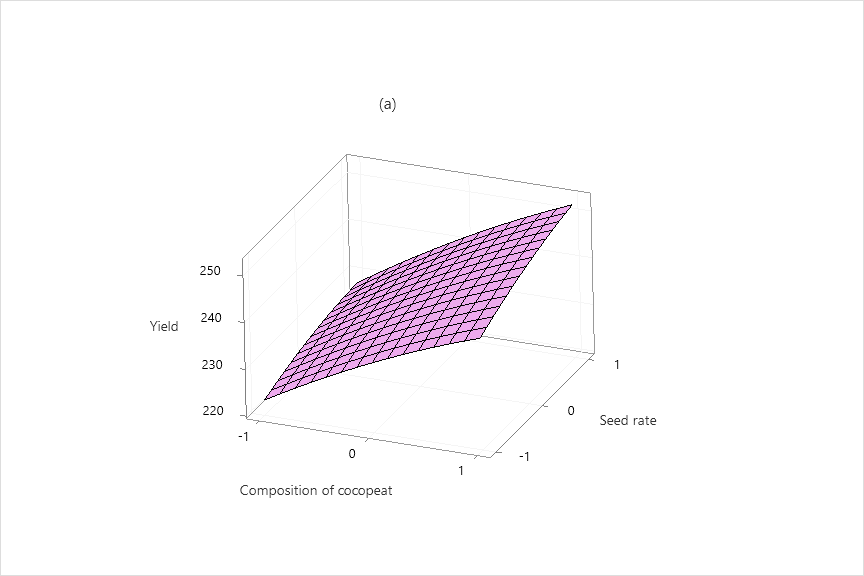 (a)
250
240
Yield
230
220
1
0
Seed rate
-1
-1
0
1
Composition of cocopeat